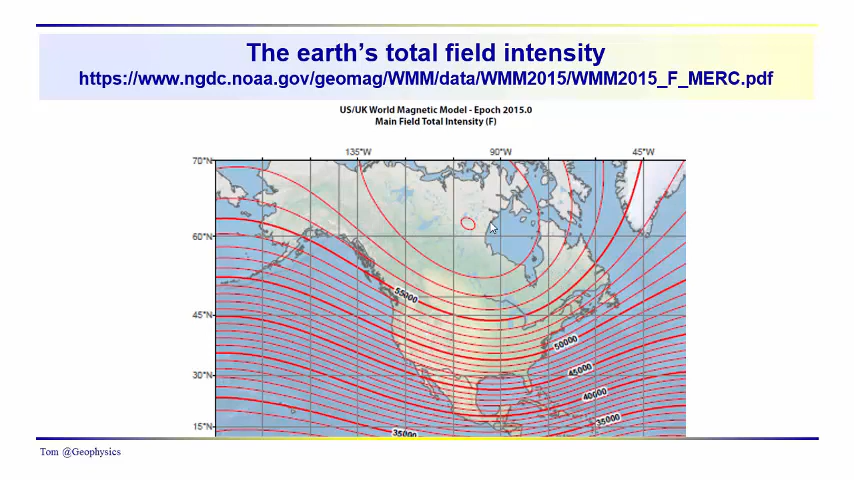 The earth's total field intensity
https://www.ngdc.noaa.gov/geomag/WMM/data/WMM2015/WMM2015_F_MERC.pdf
US/UK World Magnetic Model - Epoch 2015.0
Main Field Total Intensity (F)
135°W 90°W 45°W
70°N
60°N
55000
45°N
50000
45000
30°N
40000
35000
15°N
35000
Tom @Geophysics